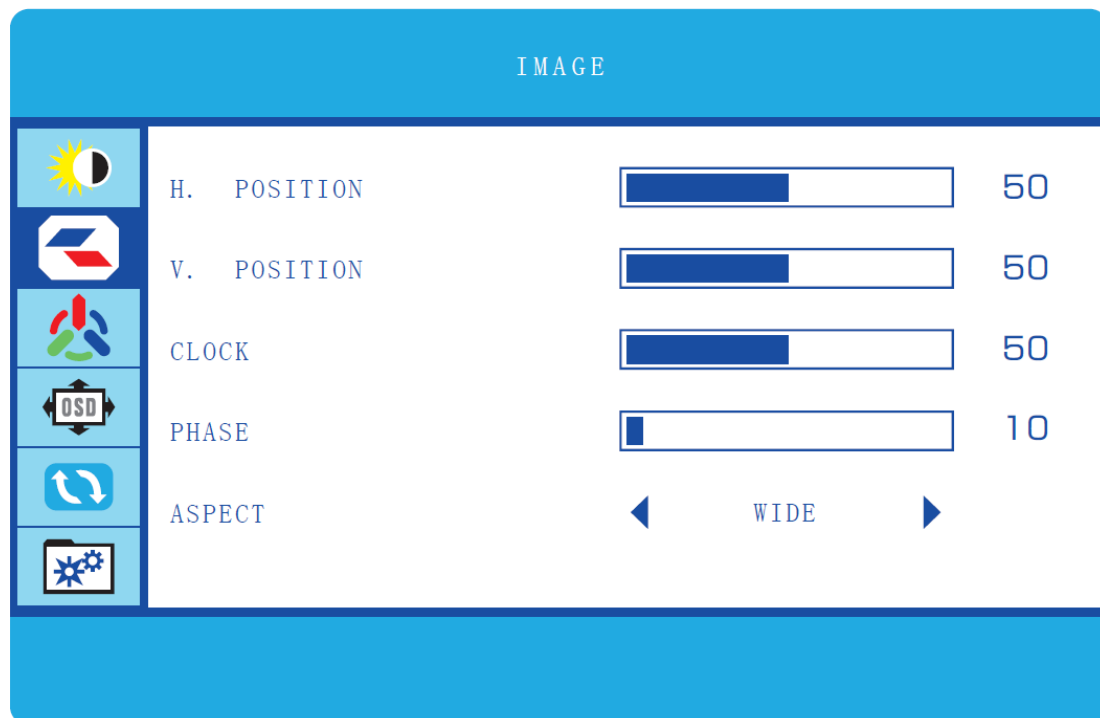 IMAGE
H. POSITION 50
V. POSITION 50
CLOCK 50
PHASE 10
OSD
ASPECT WIDE